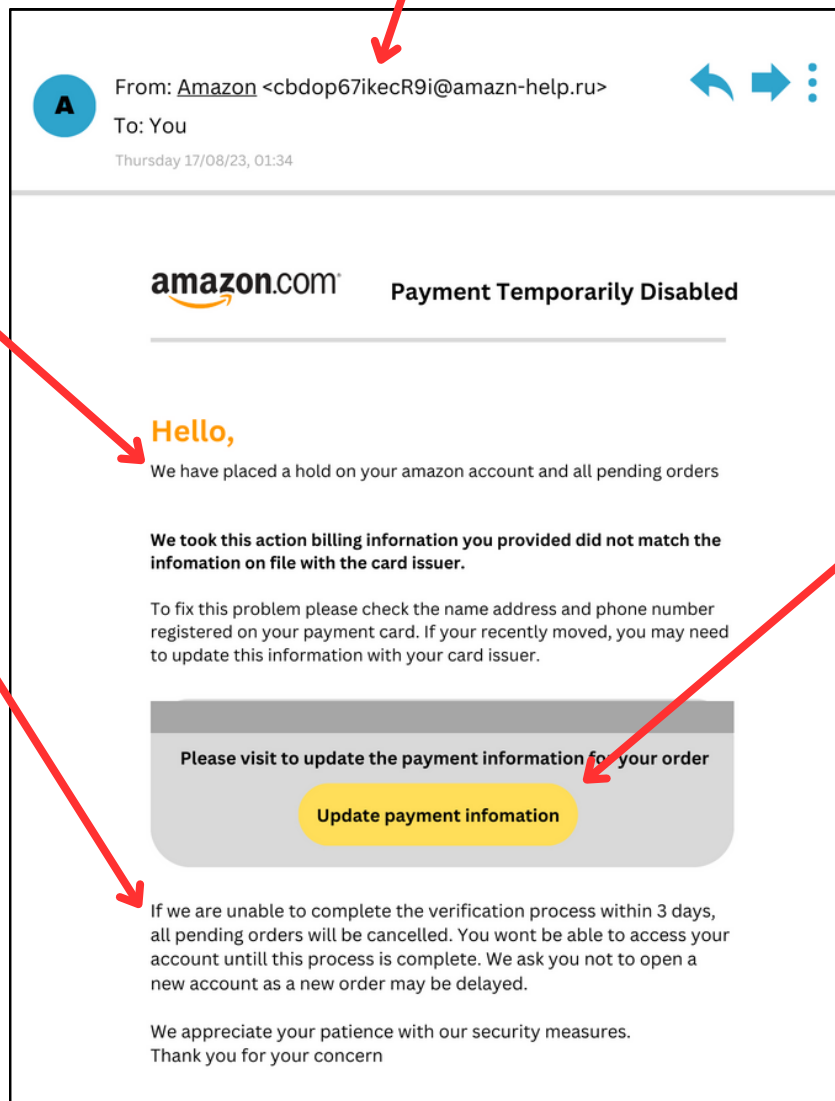 From: Amazon <cbdop67ikecR9i@amazn-help.ru>
A
To: You
Thursday 17/08/23, 01:34
amazon.com
Payment Temporarily Disabled
Hello,
We have placed a hold on your amazon account and all pending orders
We took this action billing infornation you provided did not match the
infomation on file with the card issuer.
To fix this problem please check the name address and phone number
registered on your payment card. If your recently moved, you may need
to update this information with your card issuer.
Please visit to update the payment information for your order
Update payment infomation
If we are unable to complete the verification process within 3 days,
all pending orders will be cancelled. You wont be able to access your
account untill this process is complete. We ask you not to open a
new account as a new order may be delayed.
We appreciate your patience with our security measures.
Thank you for your concern